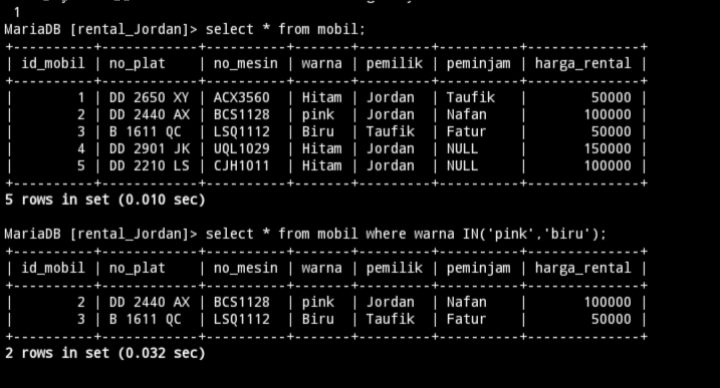 1
MariaDB [rental_Jordan]> select * from mobil;
+----------+------------+----------+-------+---------+----------+--------------+
| id_mobil | no_plat    | no_mesin | warna | pemilik | peminjam | harga_rental |
+----------+------------+----------+-------+---------+----------+--------------+
|        1 | DD 2650 XY | ACX3560  | Hitam | Jordan  | Taufik   |        50000 |
|        2 | DD 2440 AX | BCS1128  | pink  | Jordan  | Nafan    |       100000 |
|        3 | B 1611 QC  | LSQ1112  | Biru  | Taufik  | Fatur    |        50000 |
|        4 | DD 2901 JK | UQL1029  | Hitam | Jordan  | NULL     |       150000 |
|        5 | DD 2210 LS | CJH1011  | Hitam | Jordan  | NULL     |       100000 |
+----------+------------+----------+-------+---------+----------+--------------+
5 rows in set (0.010 sec)
MariaDB [rental_Jordan]> select * from mobil where warna IN('pink','biru');
+----------+------------+----------+-------+---------+----------+--------------+
| id_mobil | no_plat    | no_mesin | warna | pemilik | peminjam | harga_rental |
+----------+------------+----------+-------+---------+----------+--------------+
|        2 | DD 2440 AX | BCS1128  | pink  | Jordan  | Nafan    |       100000 |
|        3 | B 1611 QC  | LSQ1112  | Biru  | Taufik  | Fatur    |        50000 |
+----------+------------+----------+-------+---------+----------+--------------+
2 rows in set (0.032 sec)